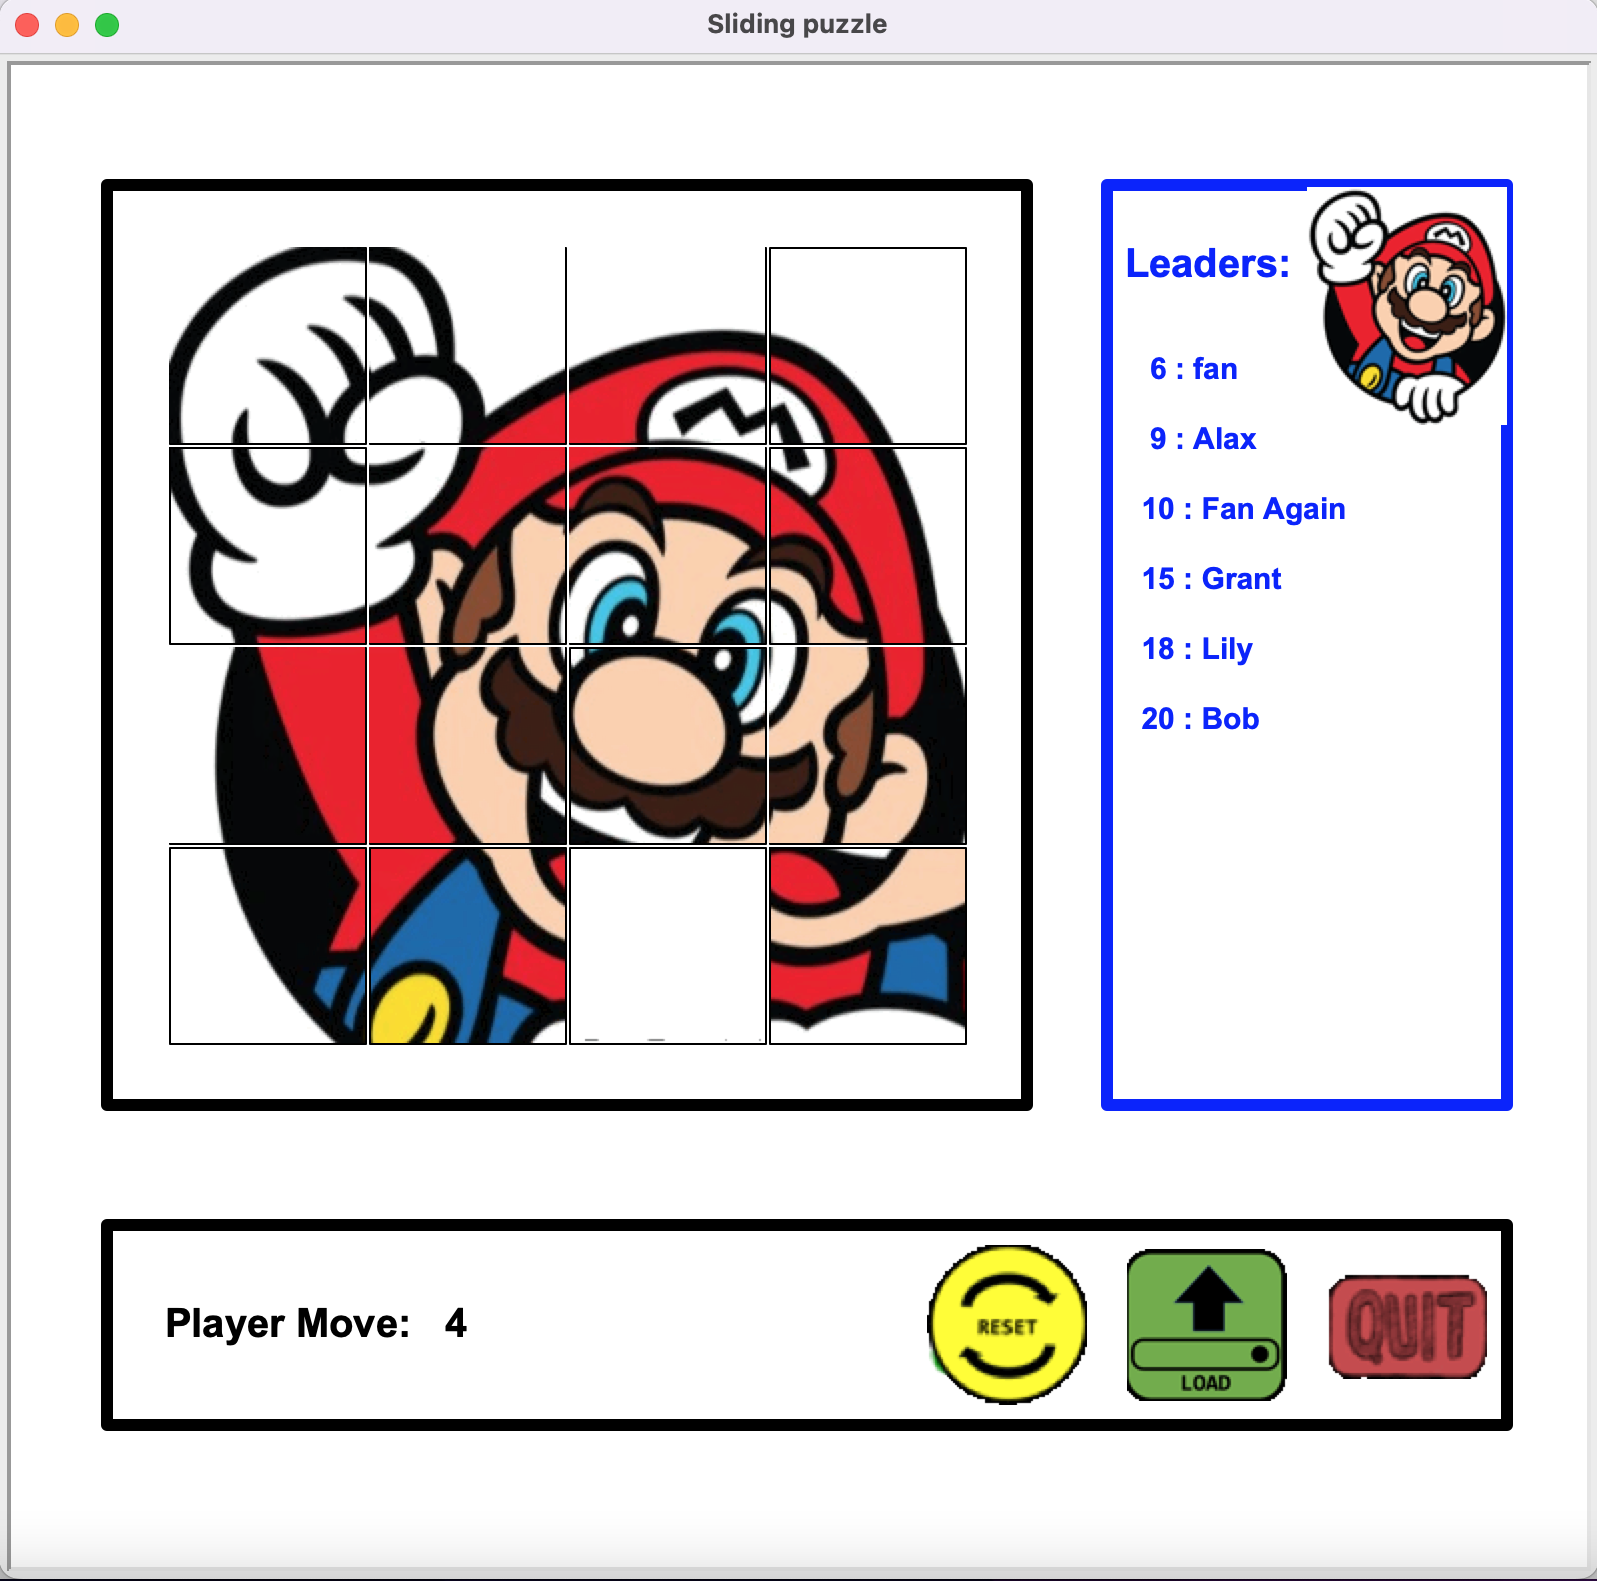 Sliding puzzle
Leaders:
6 : fan
9 : Alax
10 : Fan Again
15 : Grant
18 : Lily
20 : Bob
Player Move: 4
RESET
LOAD
QUIT